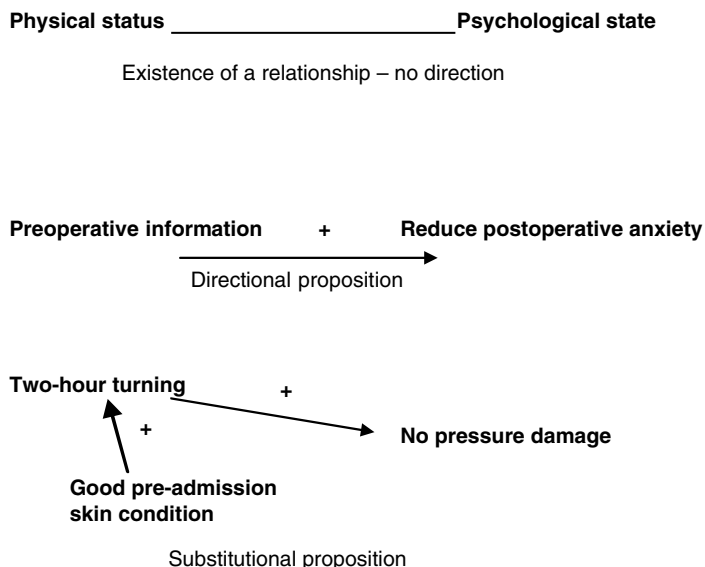 Physical status Psychological state
Existence of a relationship – no direction
Preoperative information + Reduce postoperative anxiety
Directional proposition
Two-hour turning
+
No pressure damage
+
Good pre-admission
skin condition
Substitutional proposition